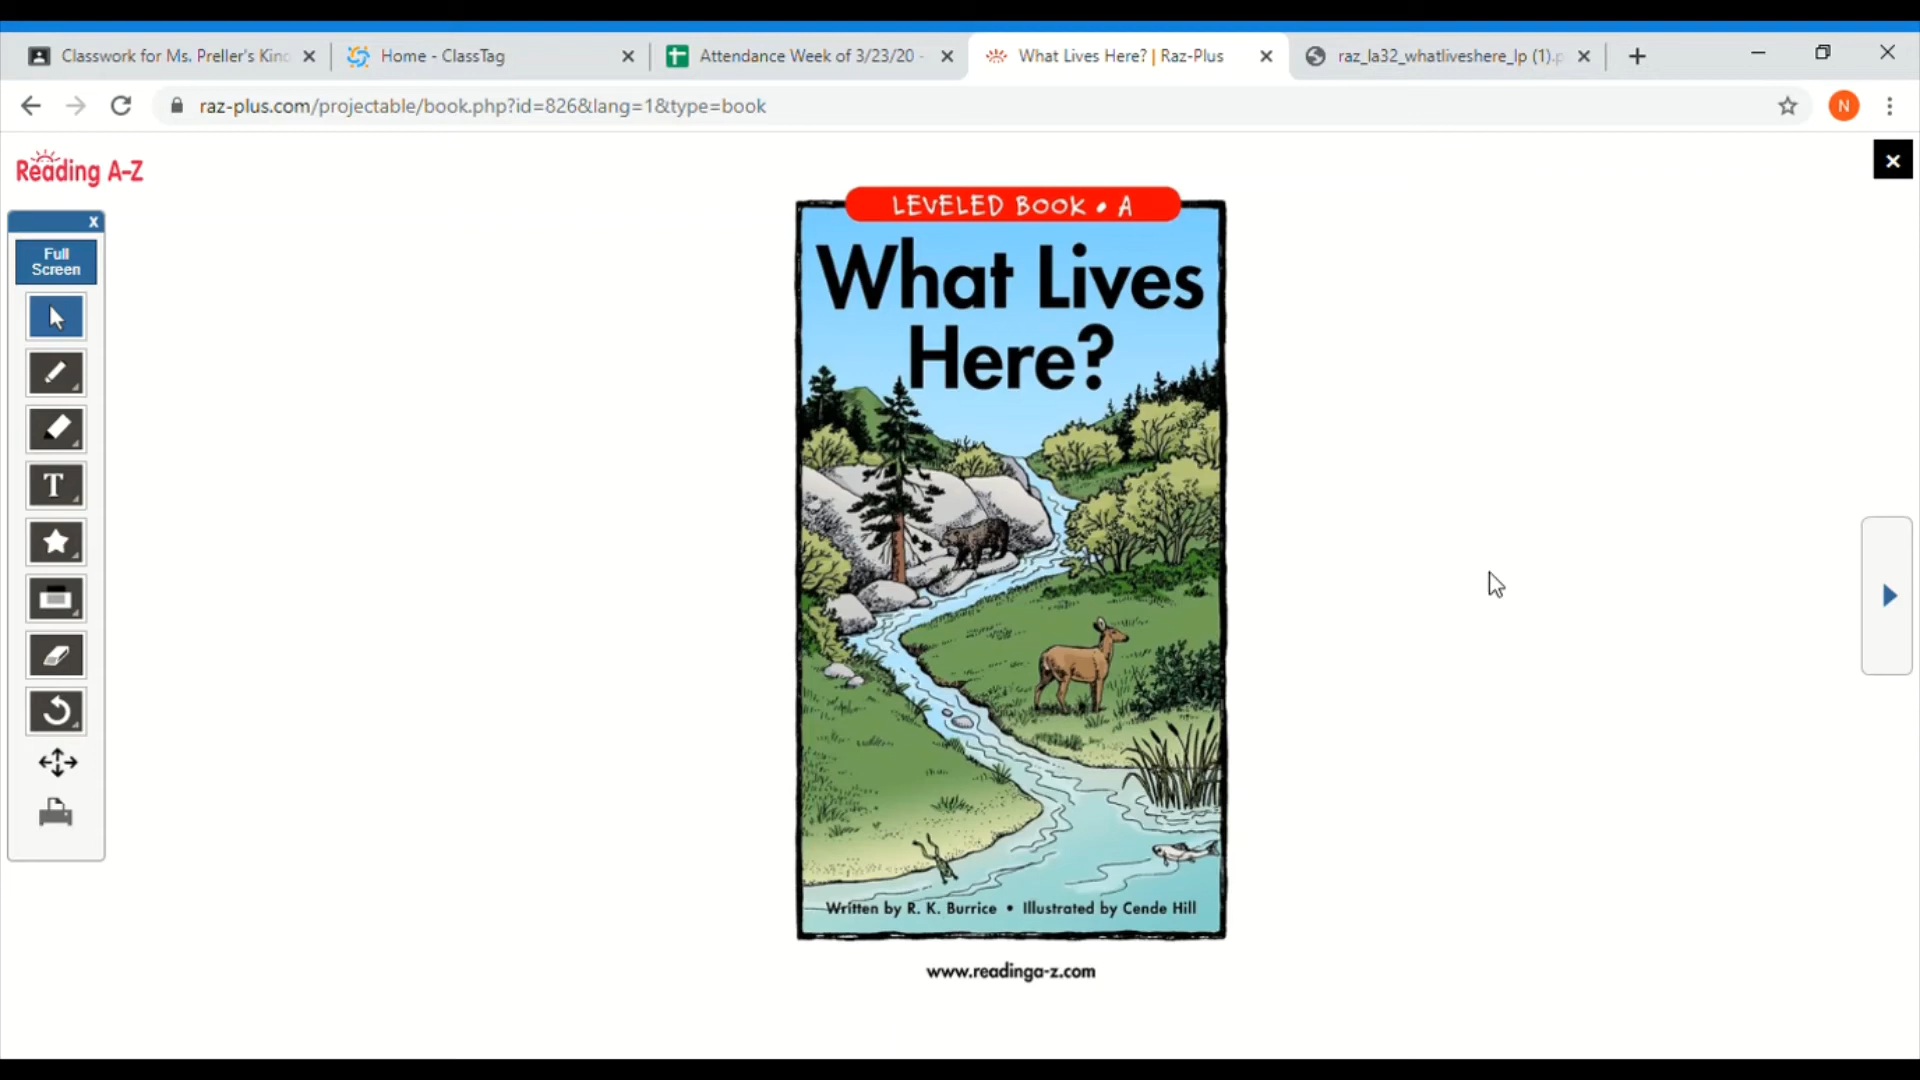 Classwork for Ms. Preller's Kind
Home - ClassTag
Attendance Week of 3/23/20 -
What Lives Here? | Raz-Plus
raz_la32_whatliveshere_lp (1).p
raz-plus.com/projectable/book.php?id=826&lang=1&type=book
N
Reading A-Z
x
Full
Screen
T
LEVELED BOOK • A
What Lives
Here?
Written by R. K. Burrice • Illustrated by Cende Hill
www.readinga-z.com